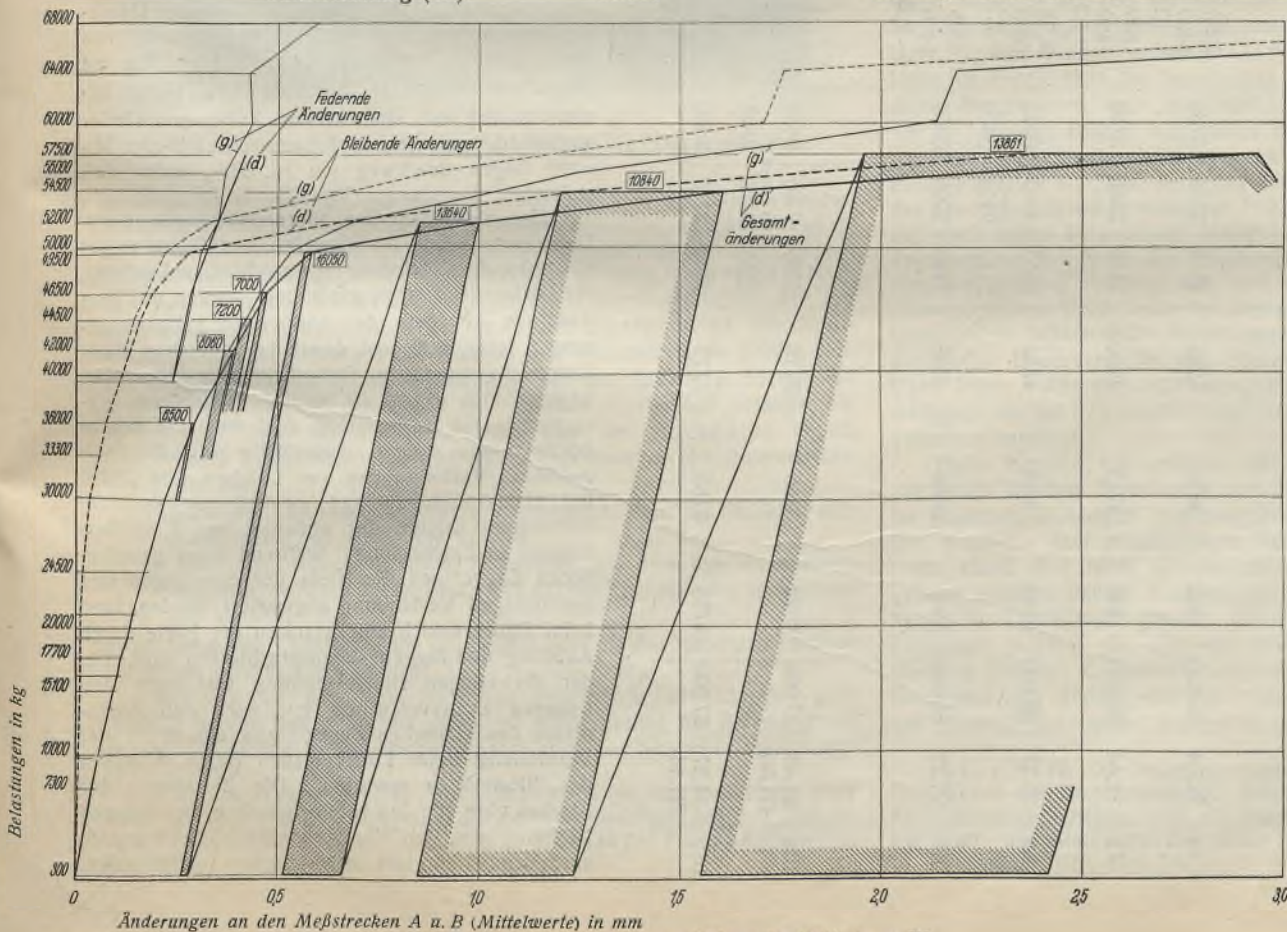 68000
64000
60000
57500
56000
54500
52000
50000
49500
46500
44500
42000
40000
36000
33300
30000
24500
20000
17700
15100
10000
7300
300
Belastungen in kg
Federnde
Änderungen
(g)
(d)
Bleibende Änderungen
(g)
(d)
(g)
(d)
Gesamt-
änderungen
13861
10840
13640
16050
7000
7200
8060
6500
0
0,5
1,0
1,5
2,0
2,5
3,0
Änderungen an den Meßstrecken A u. B (Mittelwerte) in mm